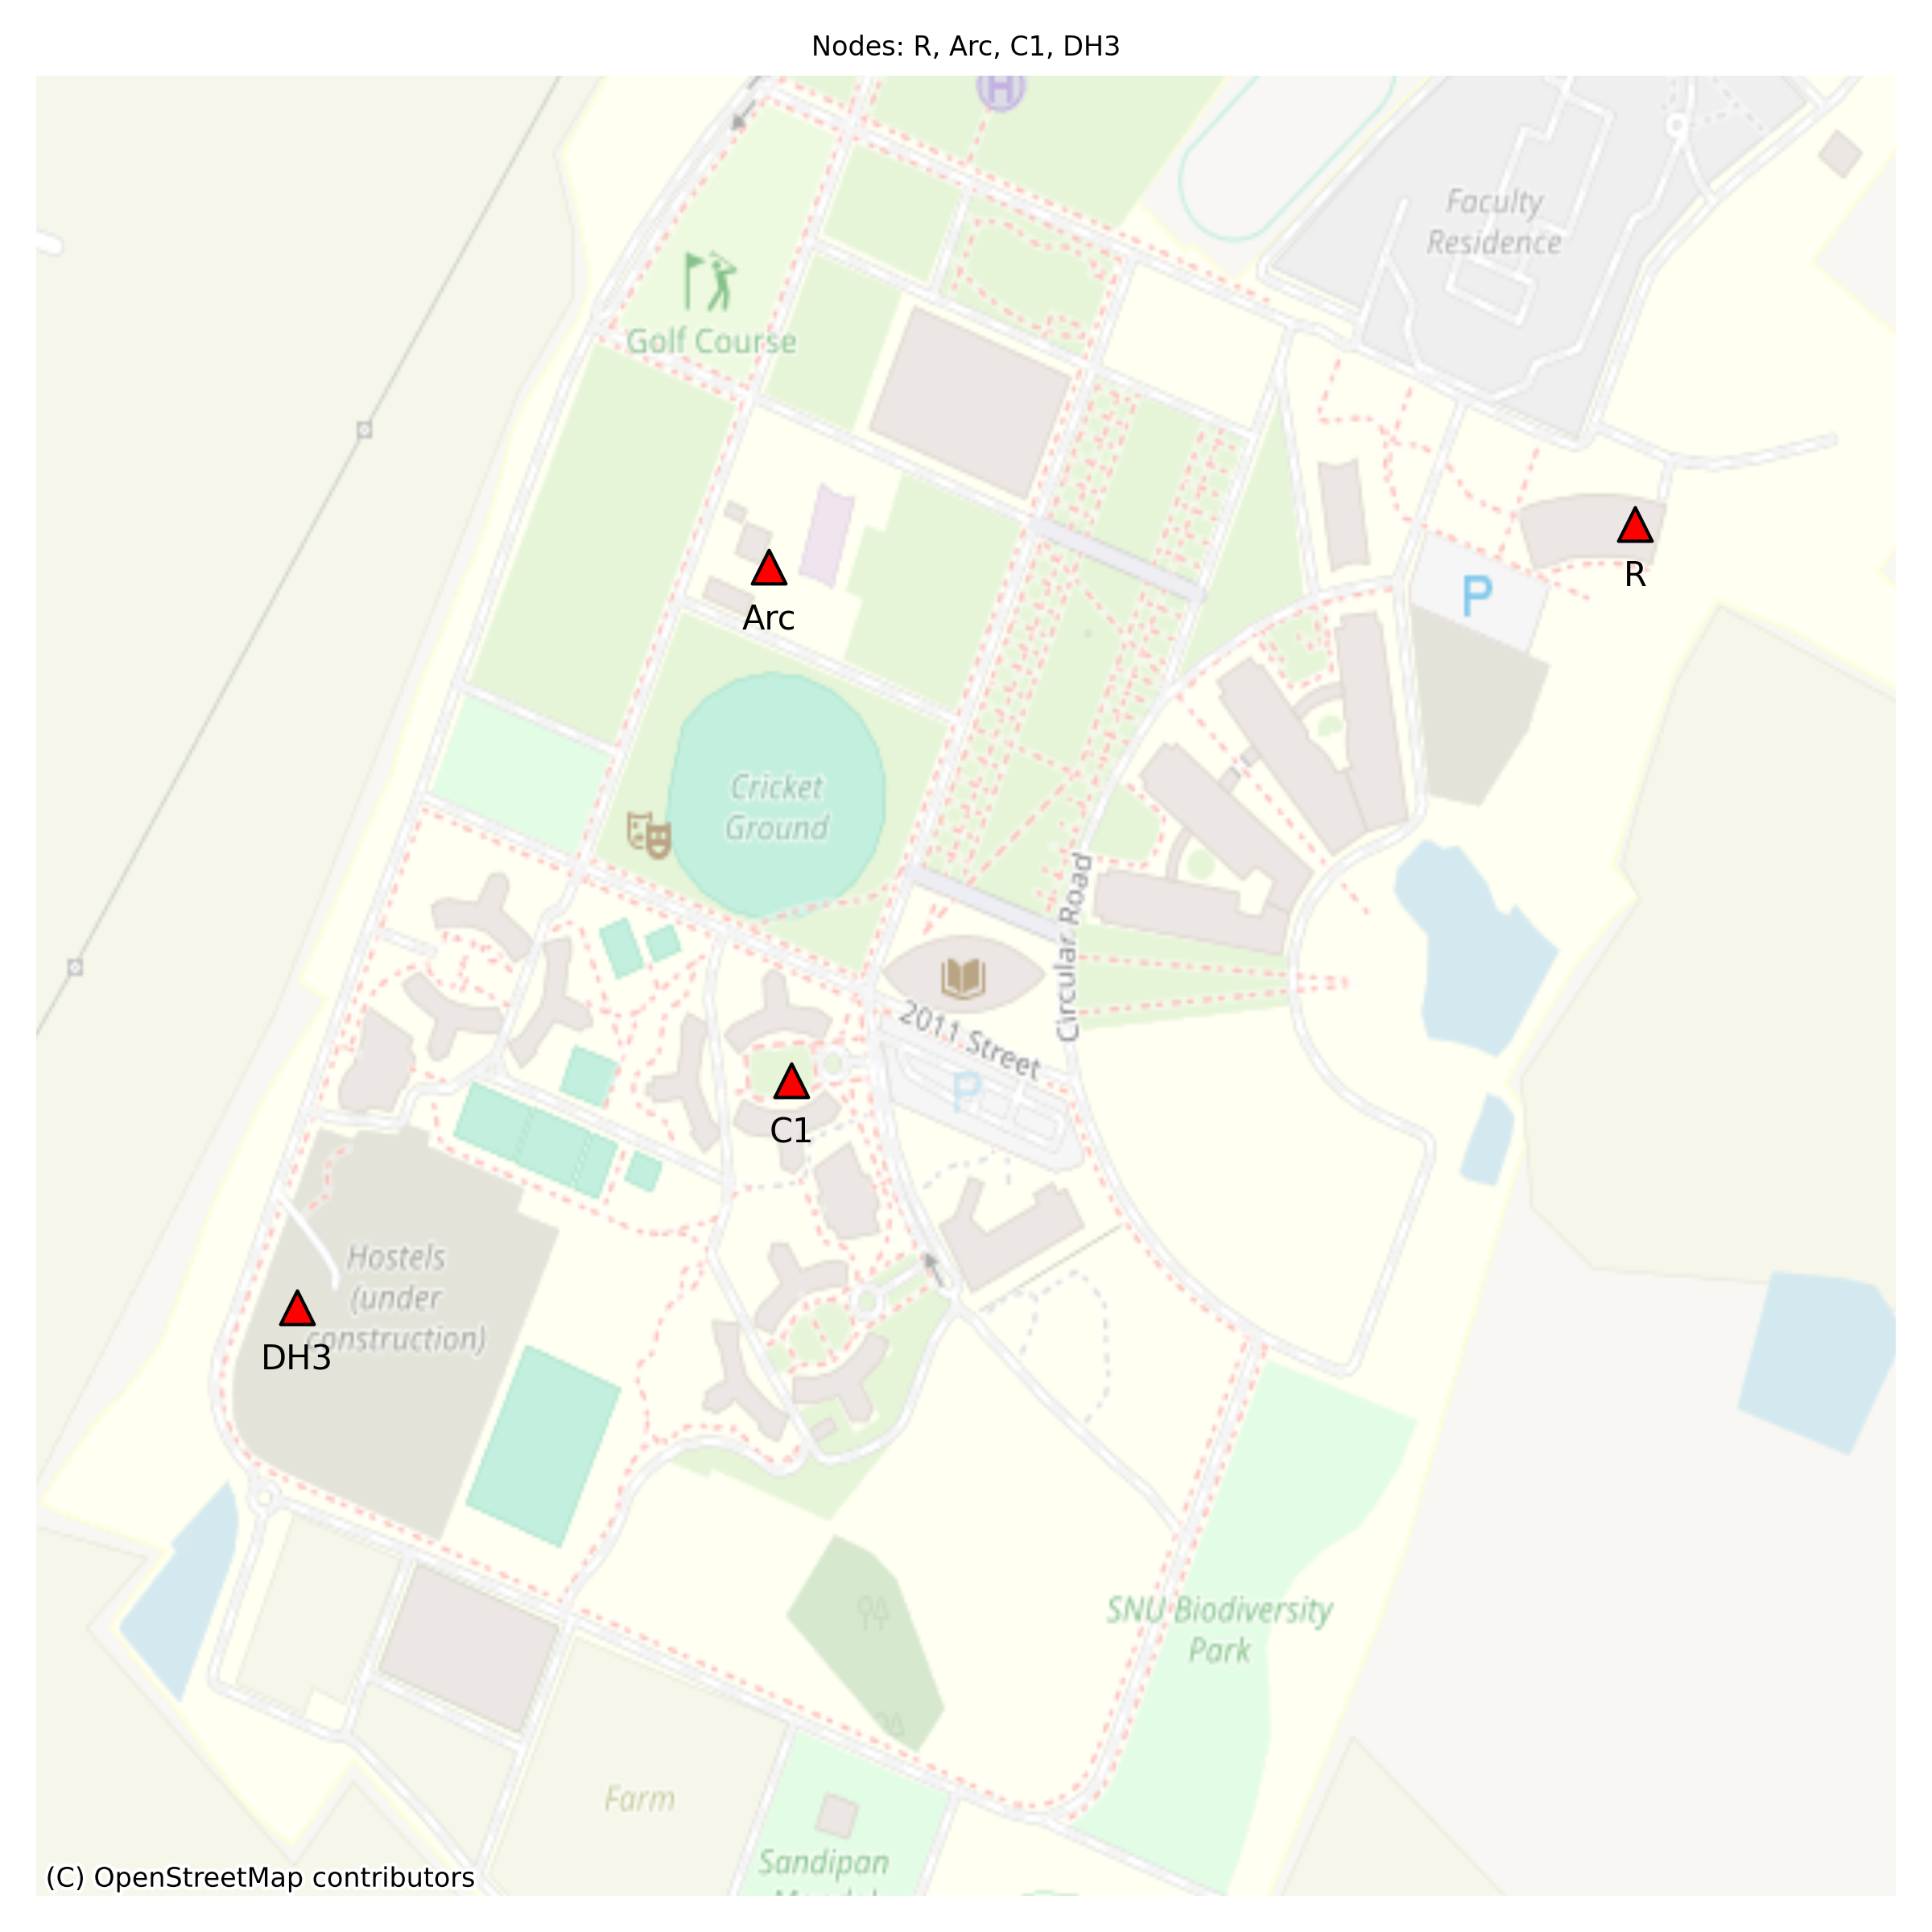 Nodes: R, Arc, C1, DH3
H
Faculty
Residence
Golf Course
R
P
Arc
Cricket
Ground
Circular Road
2011 Street
P
C1
Hostels
(under
construction)
DH3
SNU Biodiversity
Park
Farm
Sandipan
(C) OpenStreetMap contributors